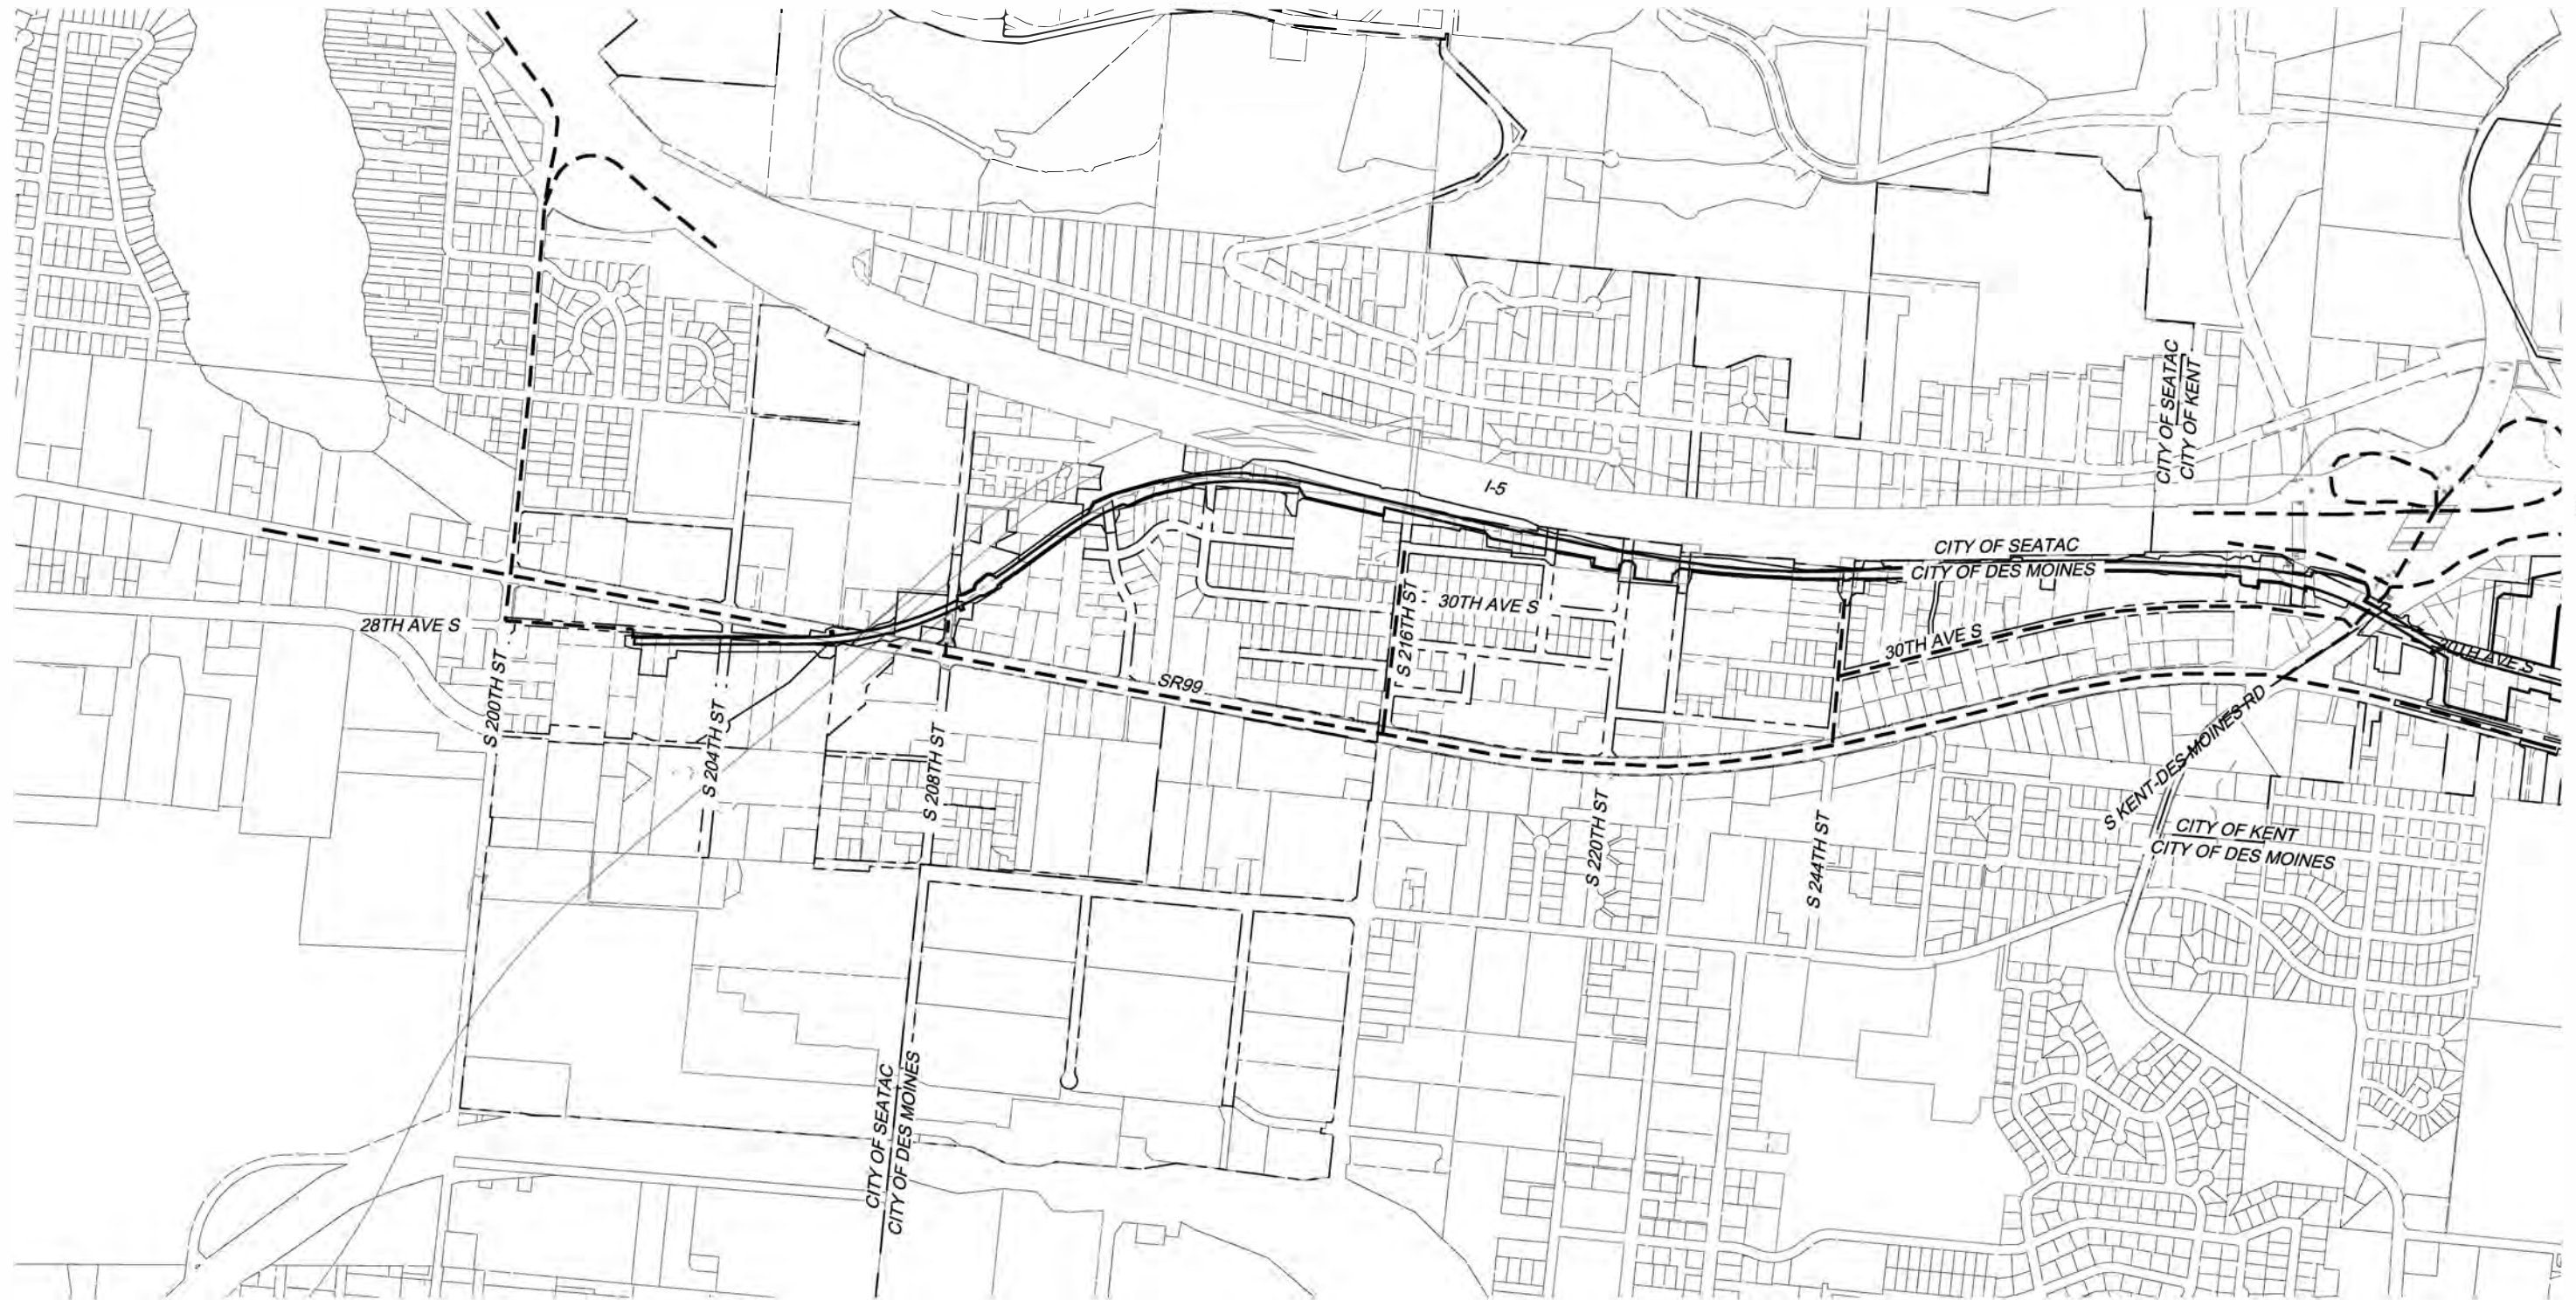 CITY OF SEATAC
CITY OF KENT
I-5
CITY OF SEATAC
CITY OF DES MOINES
28TH AVE S
30TH AVE S
S 216TH ST
30TH AVE S
S 200TH ST
SR99
S 204TH ST
S 208TH ST
S KENT-DES MOINES RD
S 220TH ST
S 244TH ST
CITY OF KENT
CITY OF DES MOINES
CITY OF SEATAC
CITY OF DES MOINES